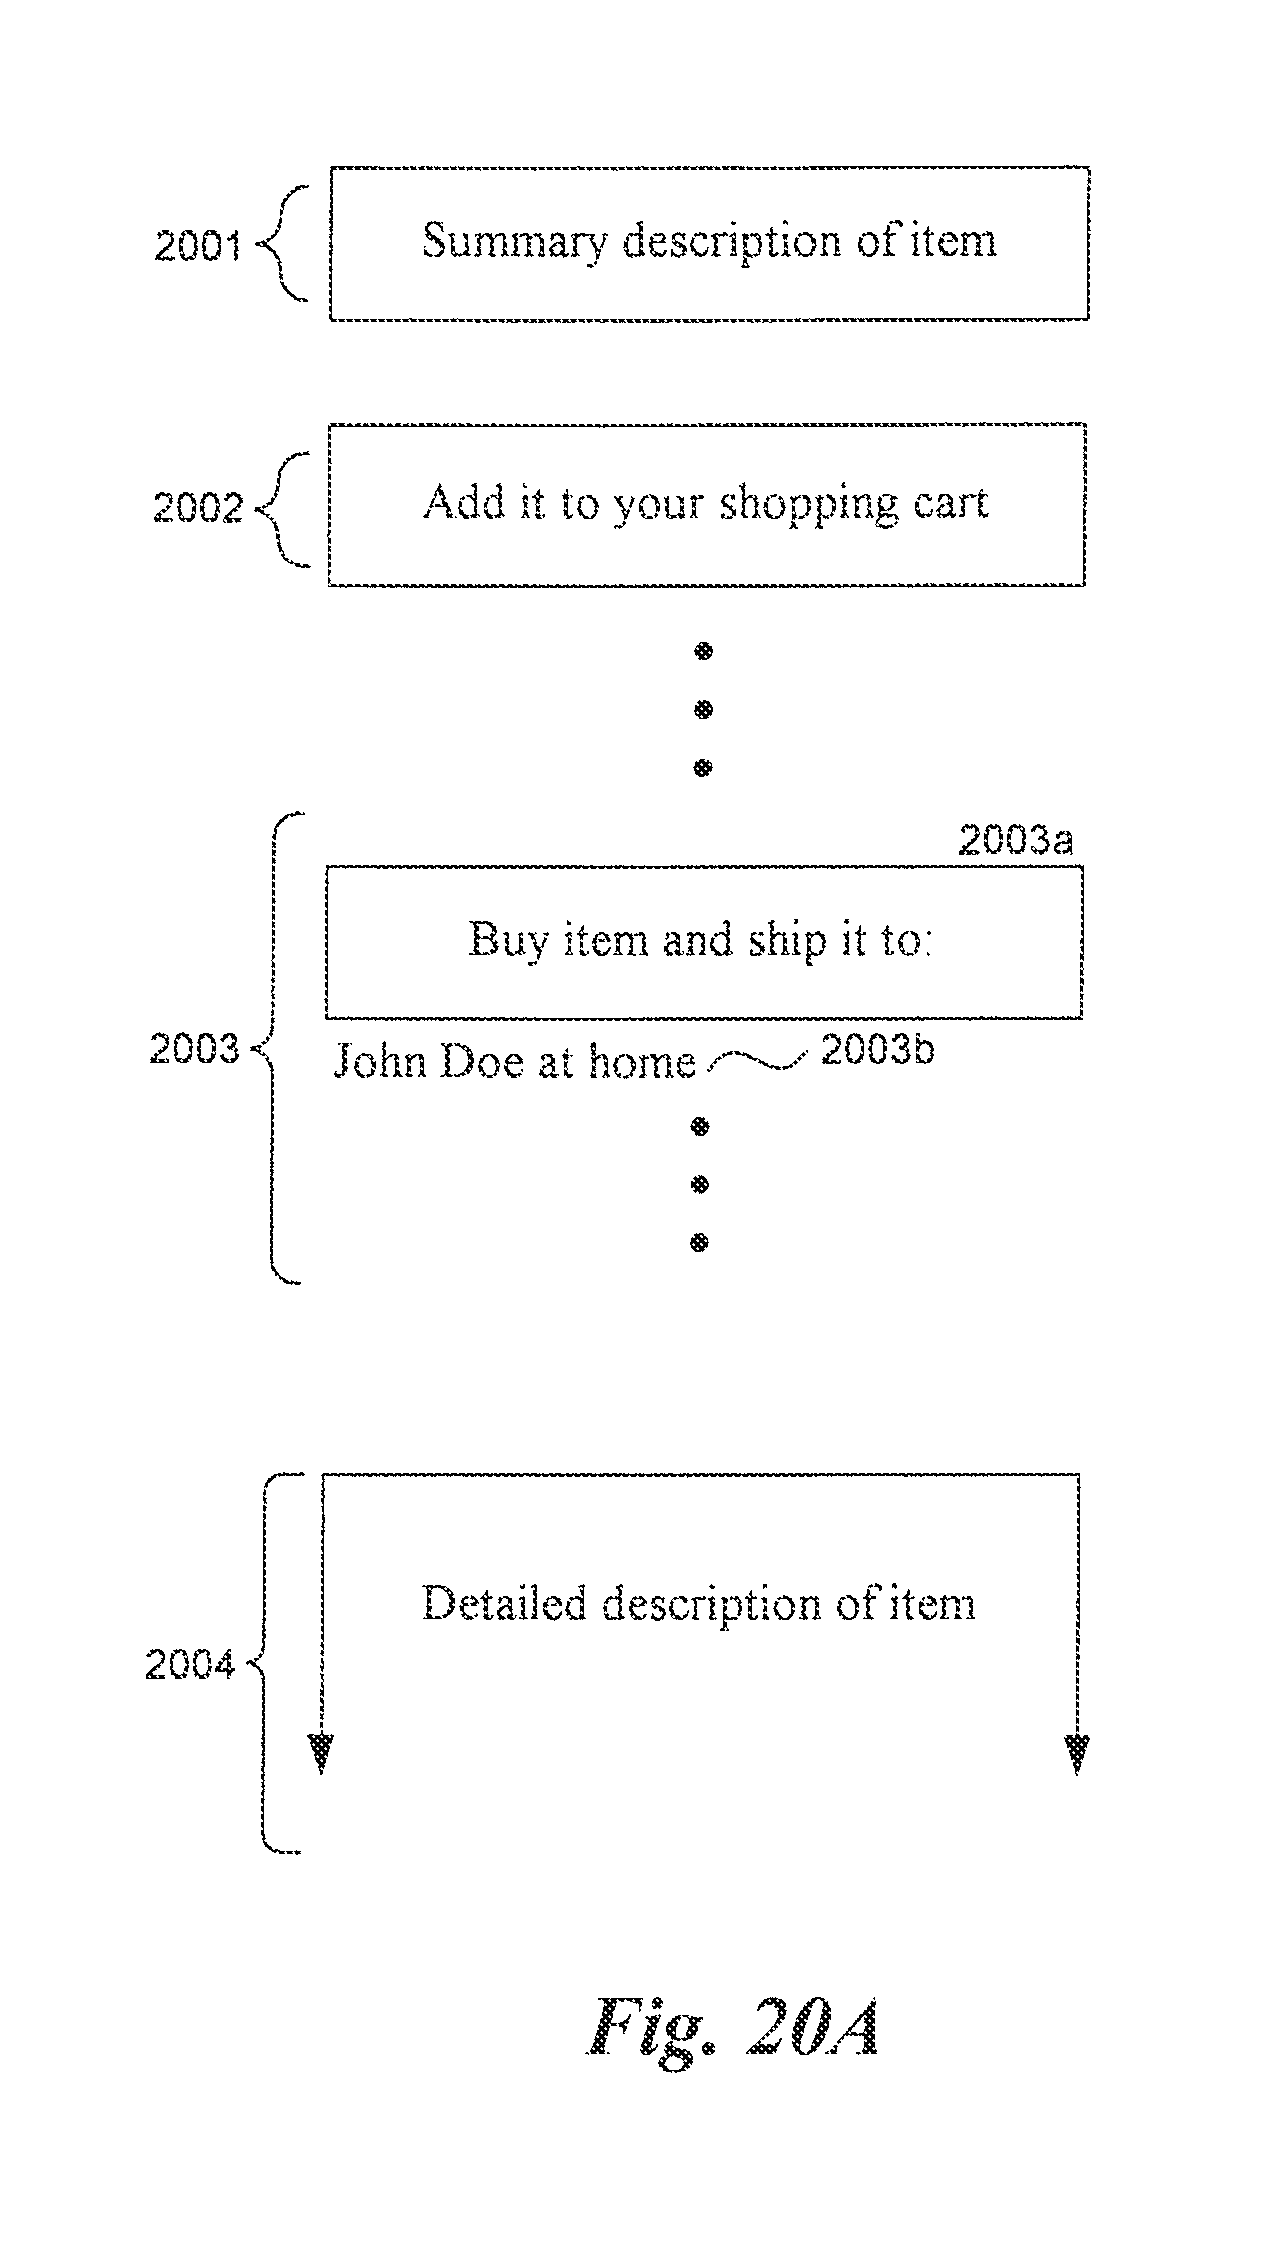 2001
Summary description of item
2002
Add it to your shopping cart
2003a
Buy item and ship it to:
2003
John Doe at home
2003b
Detailed description of item
2004
Fig. 20A